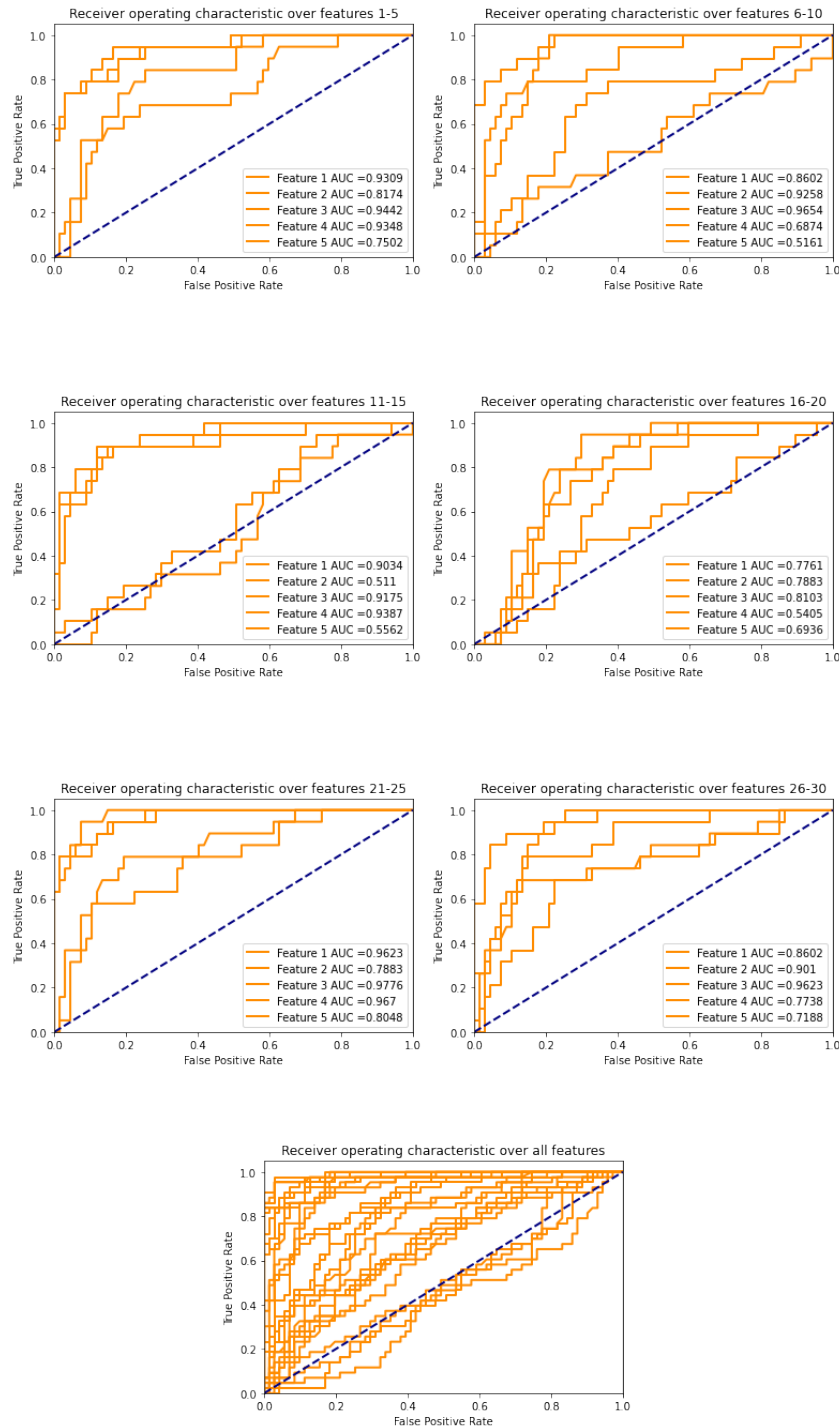 Receiver operating characteristic over features 1-5
True Positive Rate
1.0
0.8
0.6
0.4
0.2
0.0
Feature 1 AUC =0.9309
Feature 2 AUC =0.8174
Feature 3 AUC =0.9442
Feature 4 AUC =0.9348
Feature 5 AUC =0.7502
0.0 0.2 0.4 0.6 0.8 1.0
False Positive Rate
Receiver operating characteristic over features 6-10
True Positive Rate
1.0
0.8
0.6
0.4
0.2
0.0
Feature 1 AUC =0.8602
Feature 2 AUC =0.9258
Feature 3 AUC =0.9654
Feature 4 AUC =0.6874
Feature 5 AUC =0.5161
0.0 0.2 0.4 0.6 0.8 1.0
False Positive Rate
Receiver operating characteristic over features 11-15
True Positive Rate
1.0
0.8
0.6
0.4
0.2
0.0
Feature 1 AUC =0.9034
Feature 2 AUC =0.511
Feature 3 AUC =0.9175
Feature 4 AUC =0.9387
Feature 5 AUC =0.5562
0.0 0.2 0.4 0.6 0.8 1.0
False Positive Rate
Receiver operating characteristic over features 16-20
True Positive Rate
1.0
0.8
0.6
0.4
0.2
0.0
Feature 1 AUC =0.7761
Feature 2 AUC =0.7883
Feature 3 AUC =0.8103
Feature 4 AUC =0.5405
Feature 5 AUC =0.6936
0.0 0.2 0.4 0.6 0.8 1.0
False Positive Rate
Receiver operating characteristic over features 21-25
True Positive Rate
1.0
0.8
0.6
0.4
0.2
0.0
Feature 1 AUC =0.9623
Feature 2 AUC =0.7883
Feature 3 AUC =0.9776
Feature 4 AUC =0.967
Feature 5 AUC =0.8048
0.0 0.2 0.4 0.6 0.8 1.0
False Positive Rate
Receiver operating characteristic over features 26-30
True Positive Rate
1.0
0.8
0.6
0.4
0.2
0.0
Feature 1 AUC =0.8602
Feature 2 AUC =0.901
Feature 3 AUC =0.9623
Feature 4 AUC =0.7738
Feature 5 AUC =0.7188
0.0 0.2 0.4 0.6 0.8 1.0
False Positive Rate
Receiver operating characteristic over all features
True Positive Rate
1.0
0.8
0.6
0.4
0.2
0.0
0.0 0.2 0.4 0.6 0.8 1.0
False Positive Rate